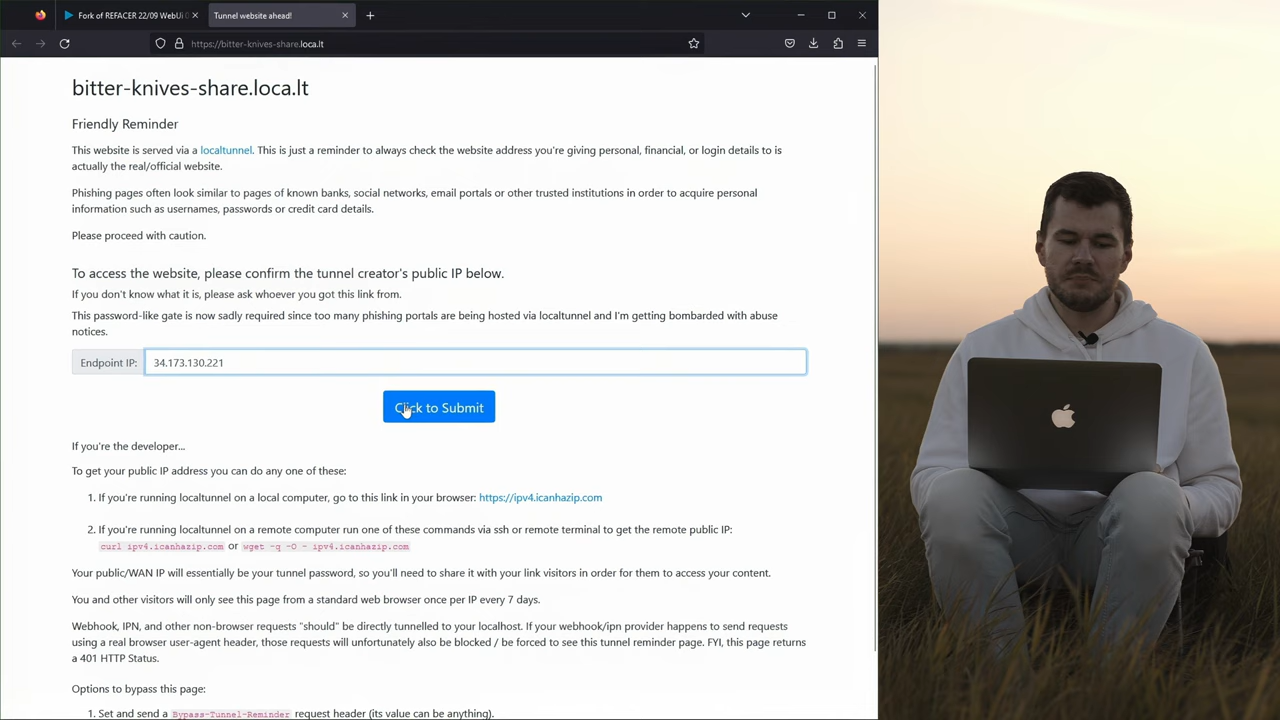 Fork of REFACER 22/09 WebUi
Tunnel website ahead!
https://bitter-knives-share.loca.lt
bitter-knives-share.loca.lt
Friendly Reminder
This website is served via a localtunnel. This is just a reminder to always check the website address you're giving personal, financial, or login details to is
actually the real/official website.
Phishing pages often look similar to pages of known banks, social networks, email portals or other trusted institutions in order to acquire personal
information such as usernames, passwords or credit card details.
Please proceed with caution.
To access the website, please confirm the tunnel creator's public IP below.
If you don't know what it is, please ask whoever you got this link from.
This password-like gate is now sadly required since too many phishing portals are being hosted via localtunnel and I'm getting bombarded with abuse
notices.
Endpoint IP: 34.173.130.221
Click to Submit
If you're the developer...
To get your public IP address you can do any one of these:
1. If you're running localtunnel on a local computer, go to this link in your browser: https://ipv4.icanhazip.com
2. If you're running localtunnel on a remote computer run one of these commands via ssh or remote terminal to get the remote public IP:
curl ipv4.icanhazip.com or wget -q -O - ipv4.icanhazip.com
Your public/WAN IP will essentially be your tunnel password, so you'll need to share it with your link visitors in order for them to access your content.
You and other visitors will only see this page from a standard web browser once per IP every 7 days.
Webhook, IPN, and other non-browser requests "should" be directly tunnelled to your localhost. If your webhook/ipn provider happens to send requests
using a real browser user-agent header, those requests will unfortunately also be blocked / be forced to see this tunnel reminder page. FYI, this page returns
a 401 HTTP Status.
Options to bypass this page:
1. Set and send a Bypass-Tunnel-Reminder request header (its value can be anything).